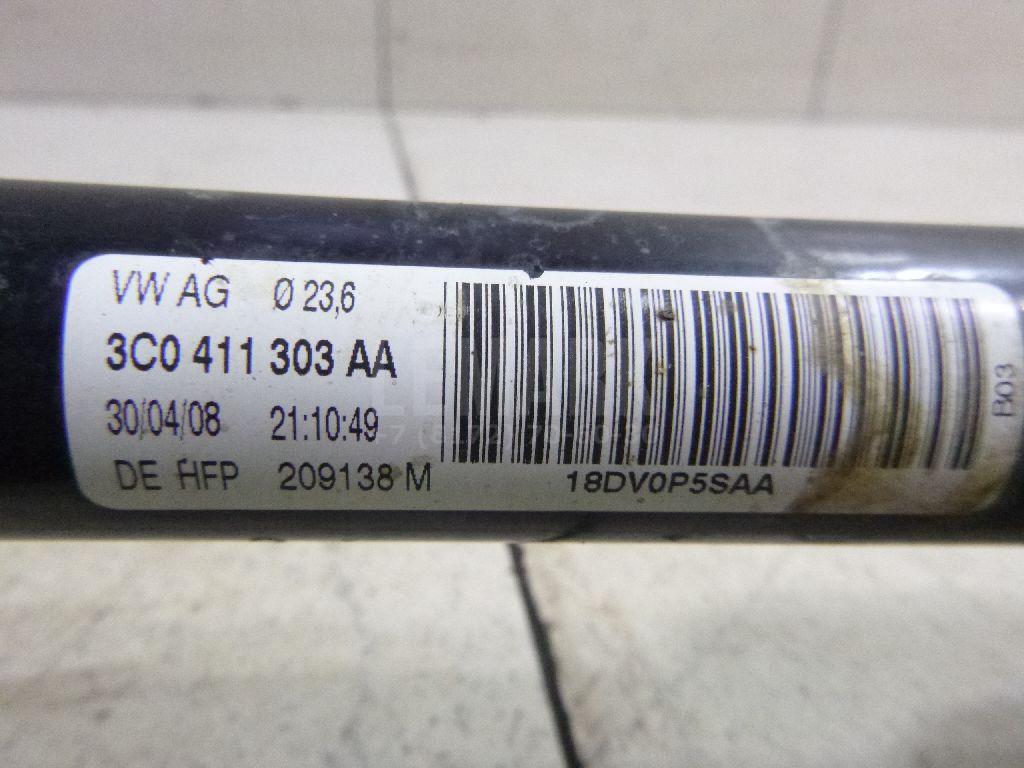 VW AG Ø 23,6
3C0 411 303 AA
30/04/08 21:10:49
DE HFP 209138 M
18DV0P5SAA
B03